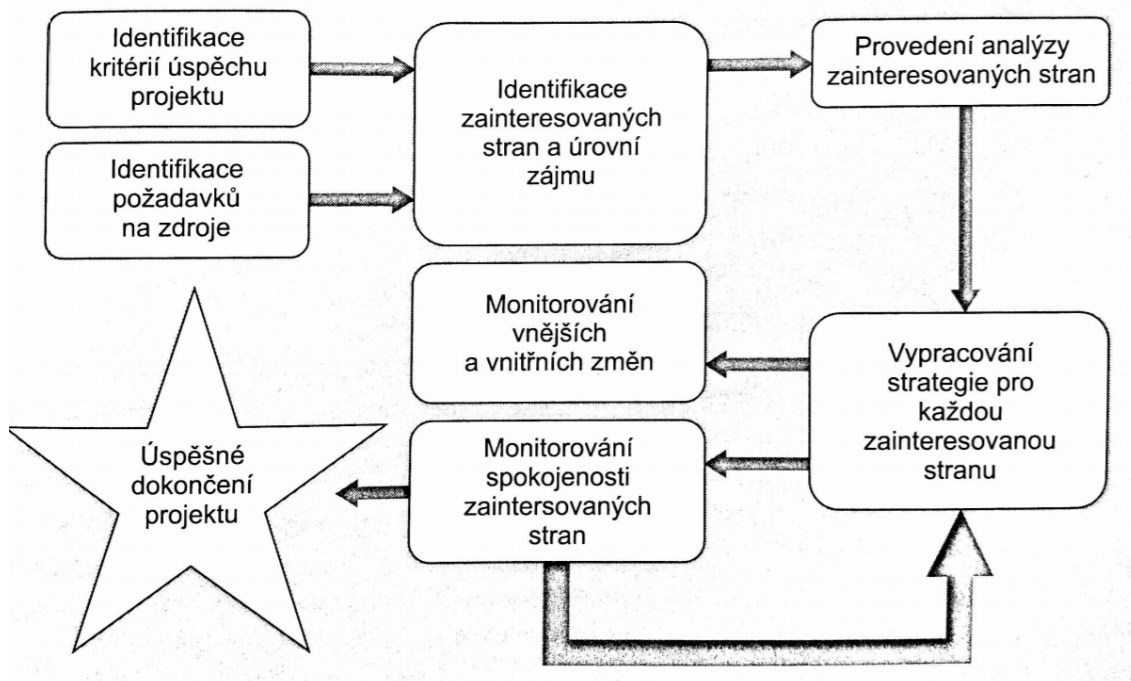 Identifikace
kritérií úspěchu
projektu
Identifikace
požadavků
na zdroje
Identifikace
zainteresovaných
stran a úrovní
zájmu
Provedení analýzy
zainteresovaných stran
Vypracování
strategie pro
každou
zainteresovanou
stranu
Monitorování
vnějších
a vnitřních změn
Monitorování
spokojenosti
zaintersovaných
stran
Úspěšné
dokončení
projektu